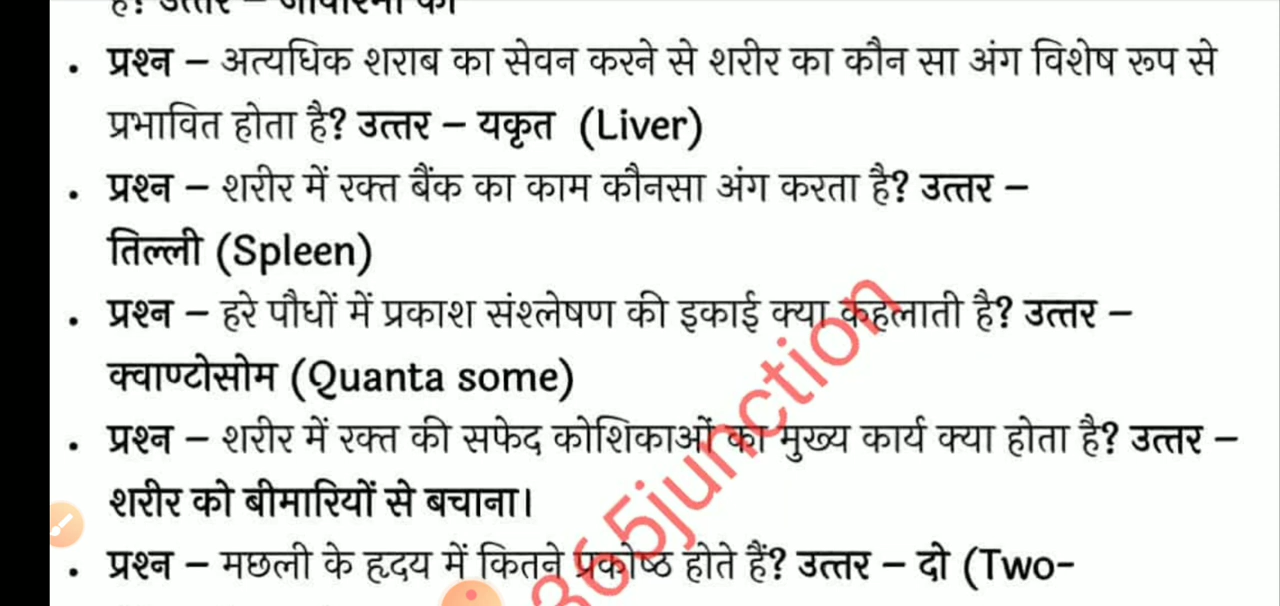 है? उत्तर – 
• प्रश्न – अत्यधिक शराब का सेवन करने से शरीर का कौन सा अंग विशेष रूप से
प्रभावित होता है? उत्तर – यकृत (Liver)
• प्रश्न – शरीर में रक्त बैंक का काम कौनसा अंग करता है? उत्तर –
तिल्ली (Spleen)
• प्रश्न – हरे पौधों में प्रकाश संश्लेषण की इकाई क्या कहलाती है? उत्तर –
क्वाण्टोसोम (Quanta some)
• प्रश्न – शरीर में रक्त की सफेद कोशिकाओं का मुख्य कार्य क्या होता है? उत्तर –
शरीर को बीमारियों से बचाना।
• प्रश्न – मछली के हृदय में कितने प्रकोष्ठ होते हैं? उत्तर – दो (Two-
365junction